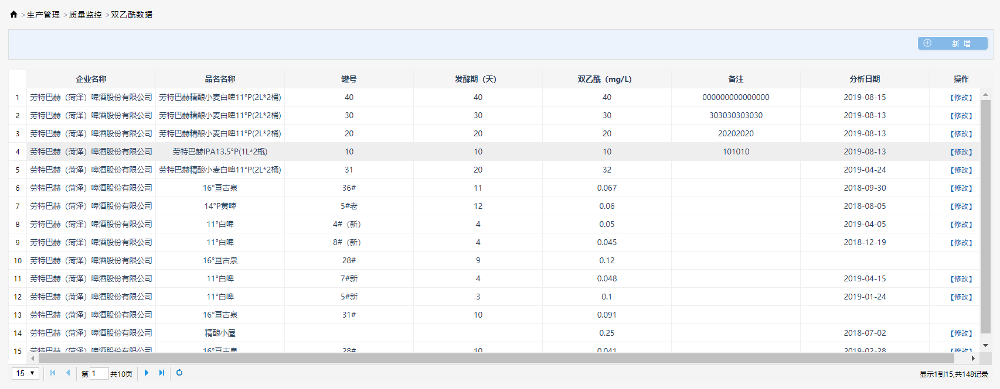 >生产管理 >质量监控 >双乙酰数据
新 增
企业名称 品名名称 罐号 发酵期（天） 双乙酰（mg/L） 备注 分析日期 操作
1 劳特巴赫（菏泽）啤酒股份有限公司 劳特巴赫精酿小麦白啤11°P(2L*2桶) 40 40 40 000000000000000 2019-08-15 【修改】
2 劳特巴赫（菏泽）啤酒股份有限公司 劳特巴赫精酿小麦白啤11°P(2L*2桶) 30 30 30 303030303030 2019-08-13 【修改】
3 劳特巴赫（菏泽）啤酒股份有限公司 劳特巴赫精酿小麦白啤11°P(2L*2桶) 20 20 20 20202020 2019-08-13 【修改】
4 劳特巴赫（菏泽）啤酒股份有限公司 劳特巴赫IPA13.5°P(1L*2瓶) 10 10 10 101010 2019-08-13 【修改】
5 劳特巴赫（菏泽）啤酒股份有限公司 劳特巴赫精酿小麦白啤11°P(2L*2桶) 31 20 32 2019-04-24 【修改】
6 劳特巴赫（菏泽）啤酒股份有限公司 16°亘古泉 36# 11 0.067 2018-09-30 【修改】
7 劳特巴赫（菏泽）啤酒股份有限公司 14°P黄啤 5#老 12 0.06 2018-08-05 【修改】
8 劳特巴赫（菏泽）啤酒股份有限公司 11°白啤 4#（新） 4 0.05 2019-04-05 【修改】
9 劳特巴赫（菏泽）啤酒股份有限公司 11°白啤 8#（新） 4 0.045 2018-12-19 【修改】
10 劳特巴赫（菏泽）啤酒股份有限公司 16°亘古泉 28# 9 0.12
11 劳特巴赫（菏泽）啤酒股份有限公司 11°白啤 7#新 4 0.048 2019-04-15 【修改】
12 劳特巴赫（菏泽）啤酒股份有限公司 11°白啤 5#新 3 0.1 2019-01-24 【修改】
13 劳特巴赫（菏泽）啤酒股份有限公司 16°亘古泉 31# 10 0.091
14 劳特巴赫（菏泽）啤酒股份有限公司 精酿小屋 0.25 2018-07-02 【修改】
15 劳特巴赫（菏泽）啤酒股份有限公司 16°亘古泉 28# 10 0.041 2019-02-28 【修改】
15 第 1 共10页 显示1到15,共148记录